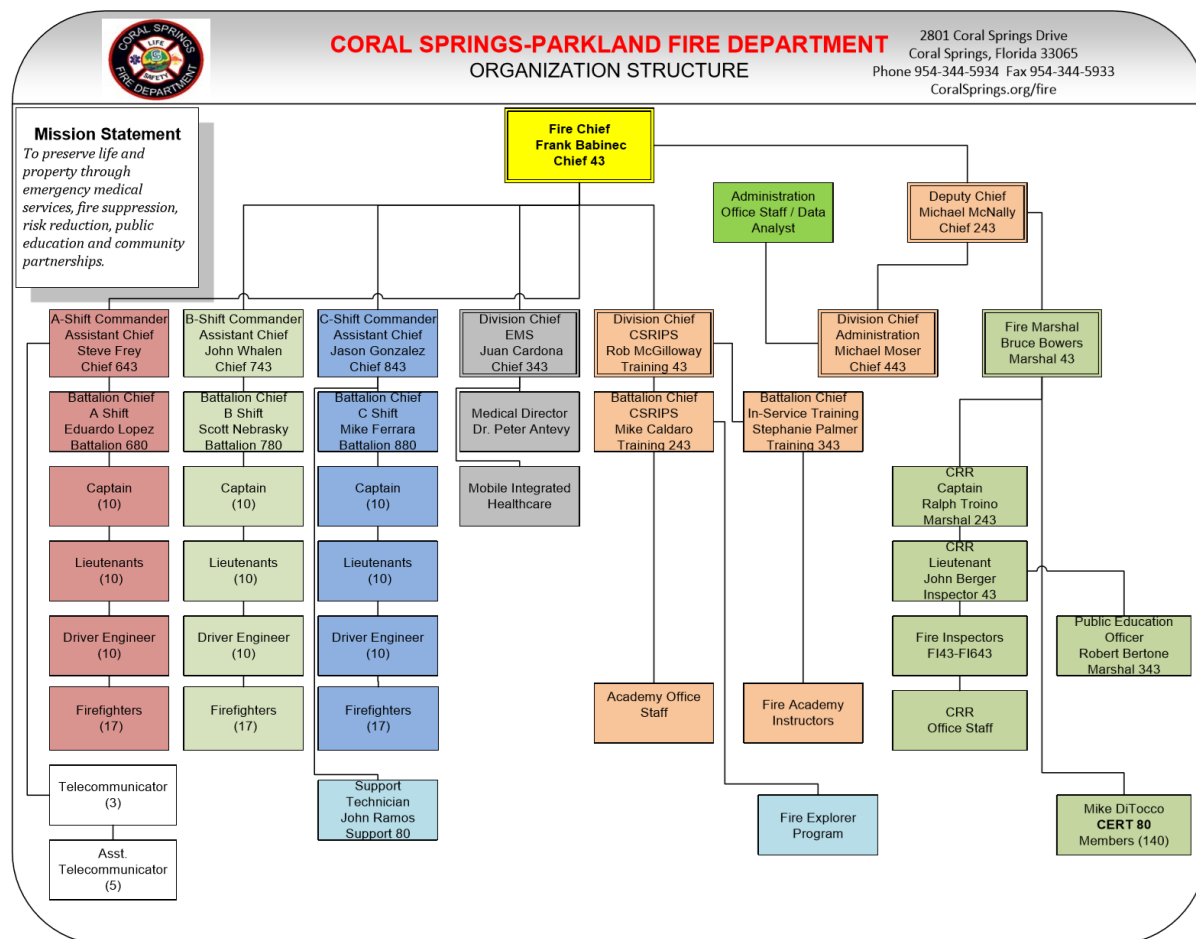 CORAL SPRINGS
LIFE
SAFETY
FIRE DEPARTMENT
CORAL SPRINGS-PARKLAND FIRE DEPARTMENT
ORGANIZATION STRUCTURE
2801 Coral Springs Drive
Coral Springs, Florida 33065
Phone 954-344-5934  Fax 954-344-5933
CoralSprings.org/fire
Mission Statement
To preserve life and
property through
emergency medical
services, fire suppression,
risk reduction, public
education and community
partnerships.
Fire Chief
Frank Babinec
Chief 43
Administration
Office Staff / Data
Analyst
Deputy Chief
Michael McNally
Chief 243
A-Shift Commander
Assistant Chief
Steve Frey
Chief 643
B-Shift Commander
Assistant Chief
John Whalen
Chief 743
C-Shift Commander
Assistant Chief
Jason Gonzalez
Chief 843
Division Chief
EMS
Juan Cardona
Chief 343
Division Chief
CSRIPS
Rob McGilloway
Training 43
Division Chief
Administration
Michael Moser
Chief 443
Fire Marshal
Bruce Bowers
Marshal 43
Battalion Chief
A Shift
Eduardo Lopez
Battalion 680
Battalion Chief
B Shift
Scott Nebrasky
Battalion 780
Battalion Chief
C Shift
Mike Ferrara
Battalion 880
Medical Director
Dr. Peter Antevy
Battalion Chief
CSRIPS
Mike Caldaro
Training 243
Battalion Chief
In-Service Training
Stephanie Palmer
Training 343
Captain
(10)
Captain
(10)
Captain
(10)
Mobile Integrated
Healthcare
CRR
Captain
Ralph Troino
Marshal 243
Lieutenants
(10)
Lieutenants
(10)
Lieutenants
(10)
CRR
Lieutenant
John Berger
Inspector 43
Driver Engineer
(10)
Driver Engineer
(10)
Driver Engineer
(10)
Fire Inspectors
FI43-FI643
Public Education
Officer
Robert Bertone
Marshal 343
Firefighters
(17)
Firefighters
(17)
Firefighters
(17)
Academy Office
Staff
Fire Academy
Instructors
CRR
Office Staff
Telecommunicator
(3)
Support
Technician
John Ramos
Support 80
Fire Explorer
Program
Mike DiTocco
CERT 80
Members (140)
Asst.
Telecommunicator
(5)